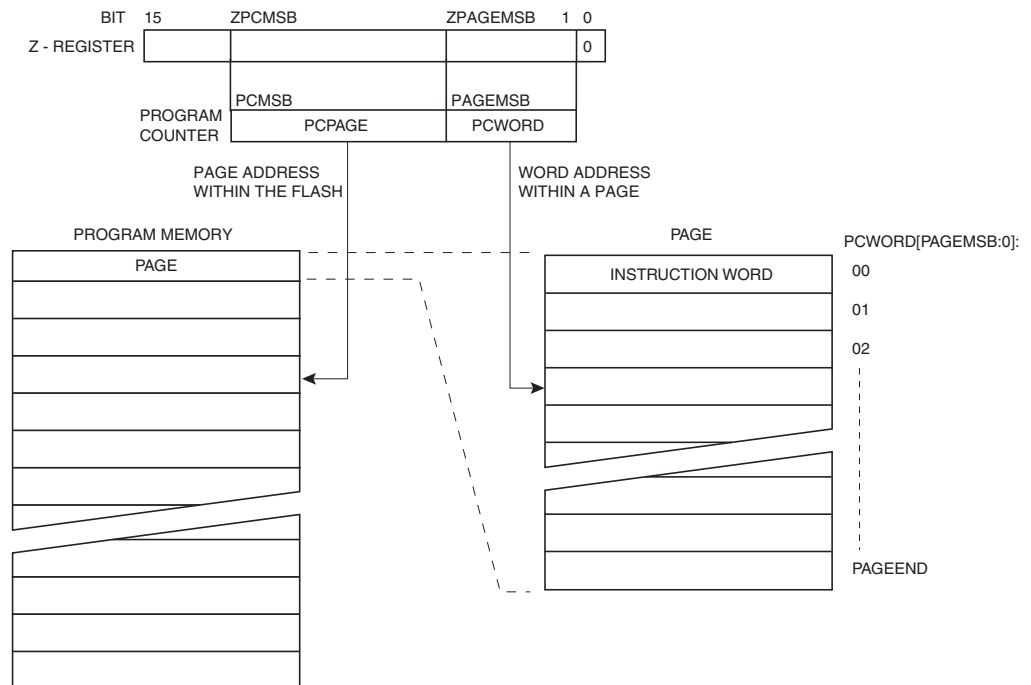 BIT 15 ZPCMSB ZPAGEMSB 1 0
Z - REGISTER 0
PCMSB PAGEMSB
PROGRAM
COUNTER
PCPAGE PCWORD
PAGE ADDRESS
WITHIN THE FLASH
WORD ADDRESS
WITHIN A PAGE
PROGRAM MEMORY
PAGE
PAGE
INSTRUCTION WORD
PCWORD[PAGEMSB:0]:
00
01
02
PAGEEND